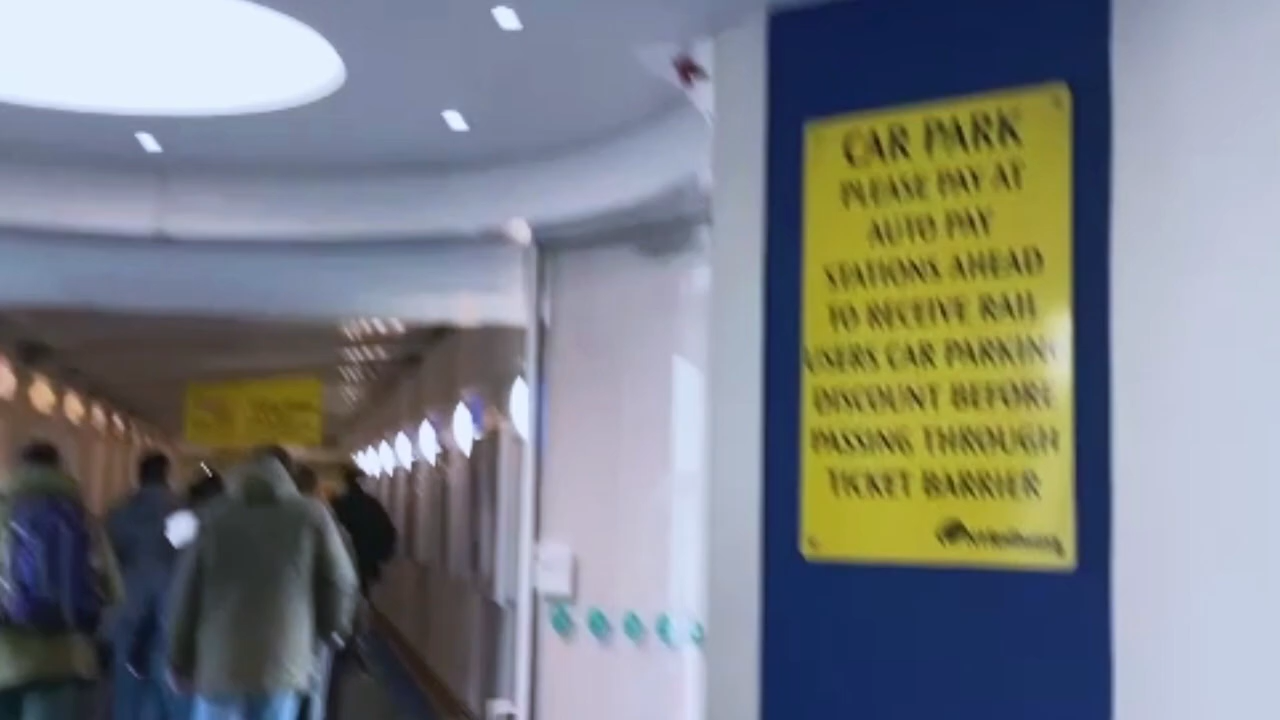 CAR PARK
PLEASE PAY AT
AUTO PAY
STATIONS AHEAD
TO RECEIVE RAIL
USERS CAR PARKING
DISCOUNT BEFORE
PASSING THROUGH
TICKET BARRIER